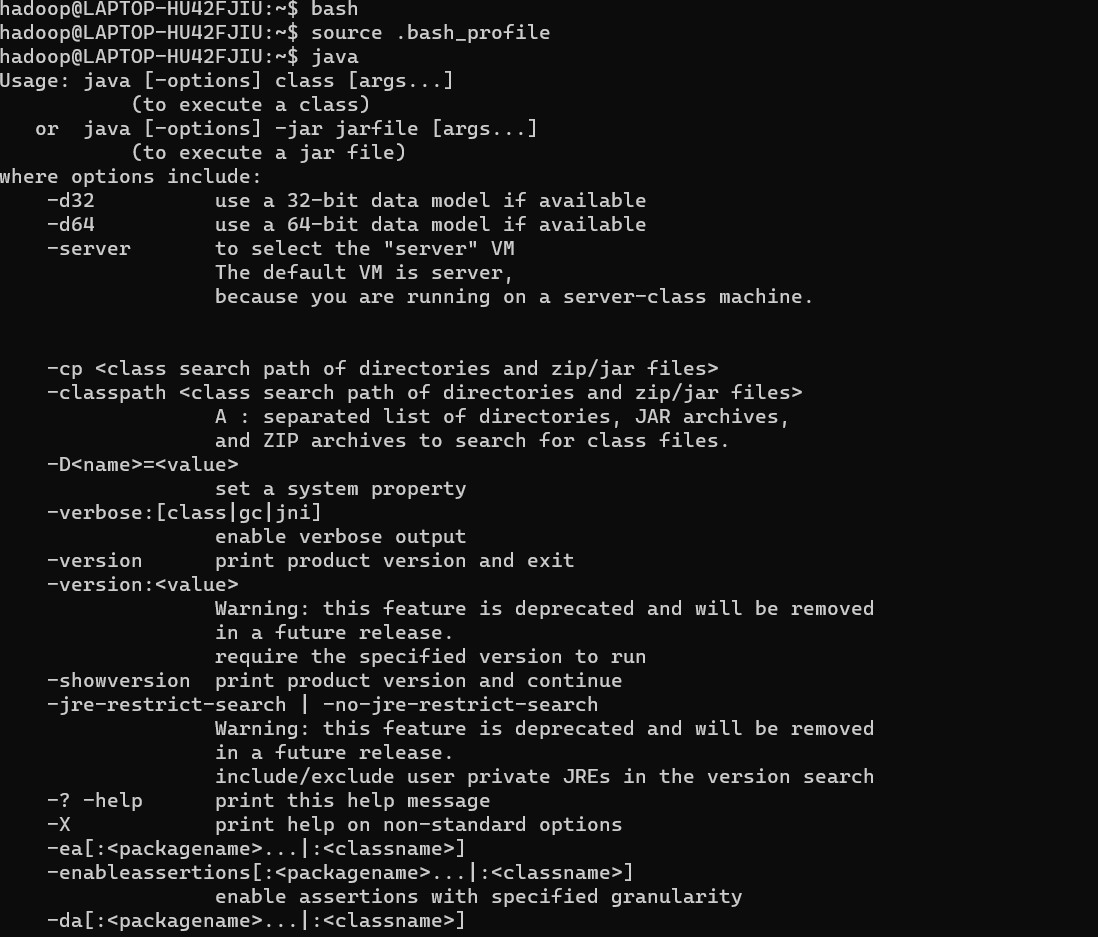 hadoop@LAPTOP-HU42FJIU:~$ bash
hadoop@LAPTOP-HU42FJIU:~$ source .bash_profile
hadoop@LAPTOP-HU42FJIU:~$ java
Usage: java [-options] class [args...]
           (to execute a class)
   or  java [-options] -jar jarfile [args...]
           (to execute a jar file)
where options include:
    -d32          use a 32-bit data model if available
    -d64          use a 64-bit data model if available
    -server       to select the "server" VM
                  The default VM is server,
                  because you are running on a server-class machine.
    -cp <class search path of directories and zip/jar files>
    -classpath <class search path of directories and zip/jar files>
                  A : separated list of directories, JAR archives,
                  and ZIP archives to search for class files.
    -D<name>=<value>
                  set a system property
    -verbose:[class|gc|jni]
                  enable verbose output
    -version      print product version and exit
    -version:<value>
                  Warning: this feature is deprecated and will be removed
                  in a future release.
                  require the specified version to run
    -showversion  print product version and continue
    -jre-restrict-search | -no-jre-restrict-search
                  Warning: this feature is deprecated and will be removed
                  in a future release.
                  include/exclude user private JREs in the version search
    -? -help      print this help message
    -X            print help on non-standard options
    -ea[:<packagename>...|:<classname>]
    -enableassertions[:<packagename>...|:<classname>]
                  enable assertions with specified granularity
    -da[:<packagename>...|:<classname>]